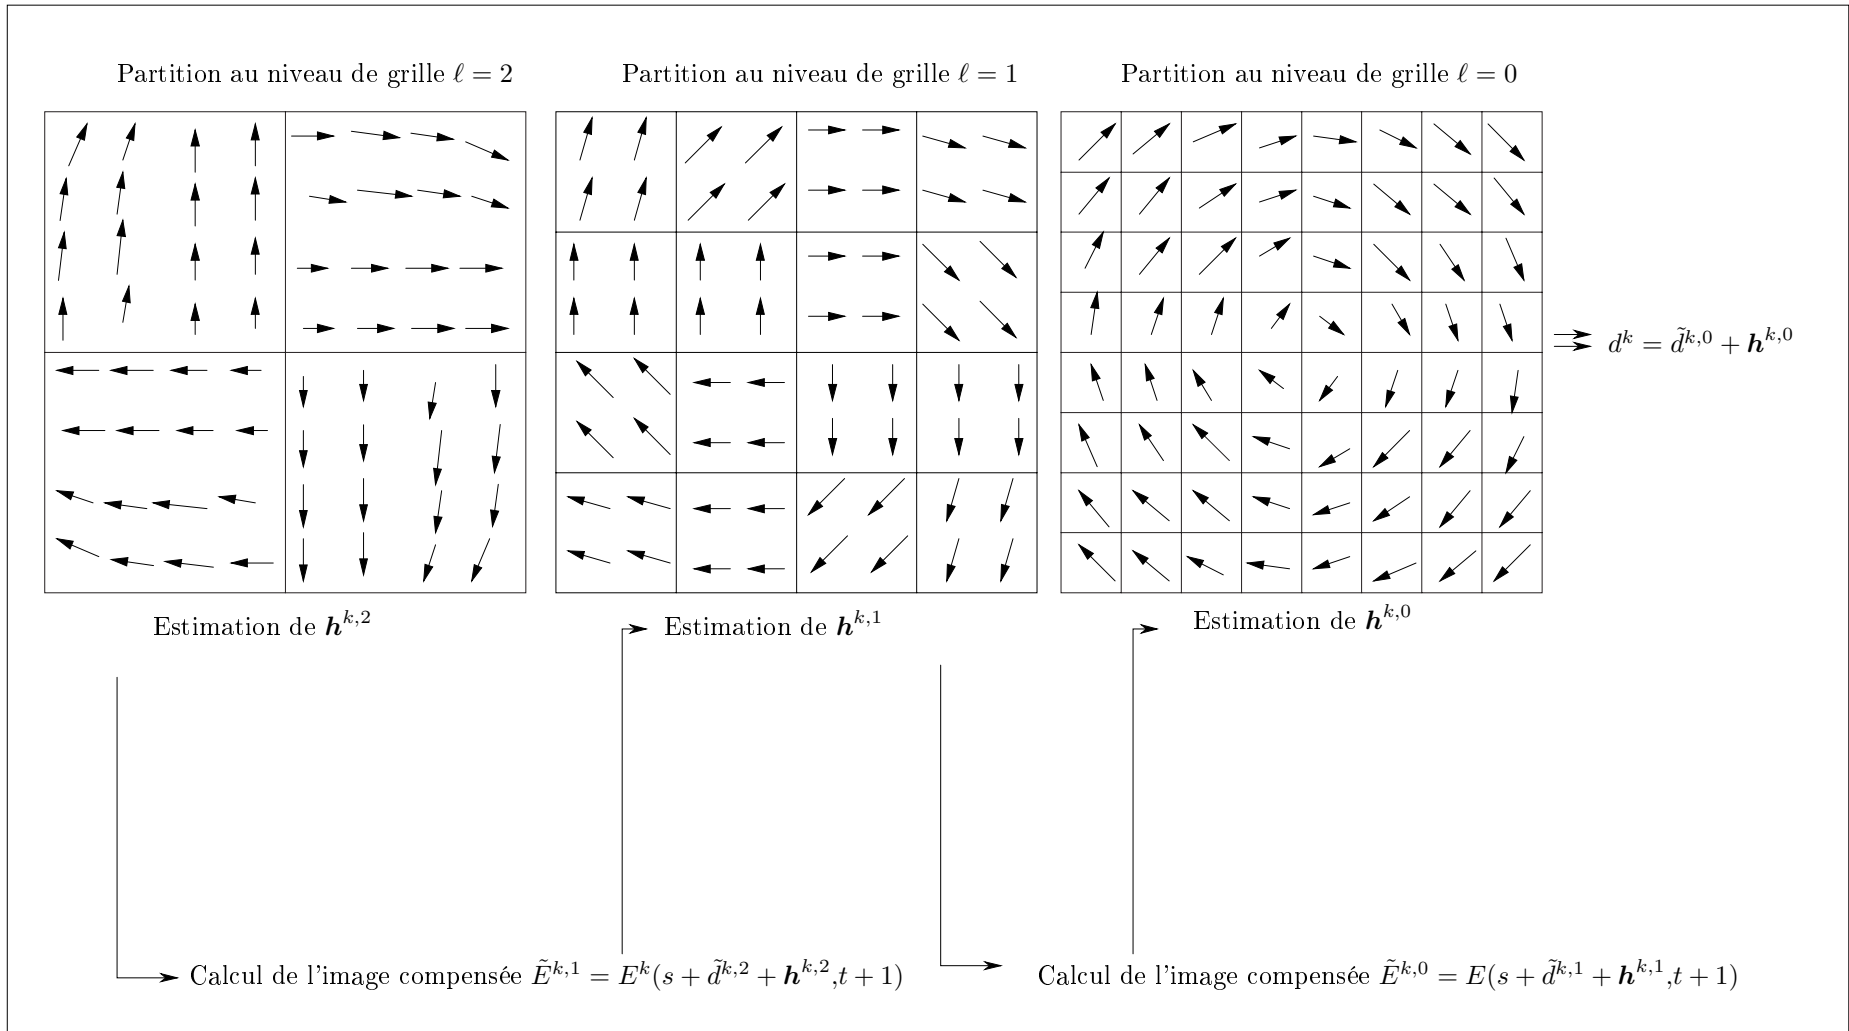 Partition au niveau de grille ℓ = 2
Partition au niveau de grille ℓ = 1
Partition au niveau de grille ℓ = 0
d^k = d̃^{k,0} + h^{k,0}
Estimation de h^{k,2}
Estimation de h^{k,1}
Estimation de h^{k,0}
Calcul de l'image compensée Ẽ^{k,1} = E^k(s + d̃^{k,2} + h^{k,2},t + 1)
Calcul de l'image compensée Ẽ^{k,0} = E(s + d̃^{k,1} + h^{k,1},t + 1)